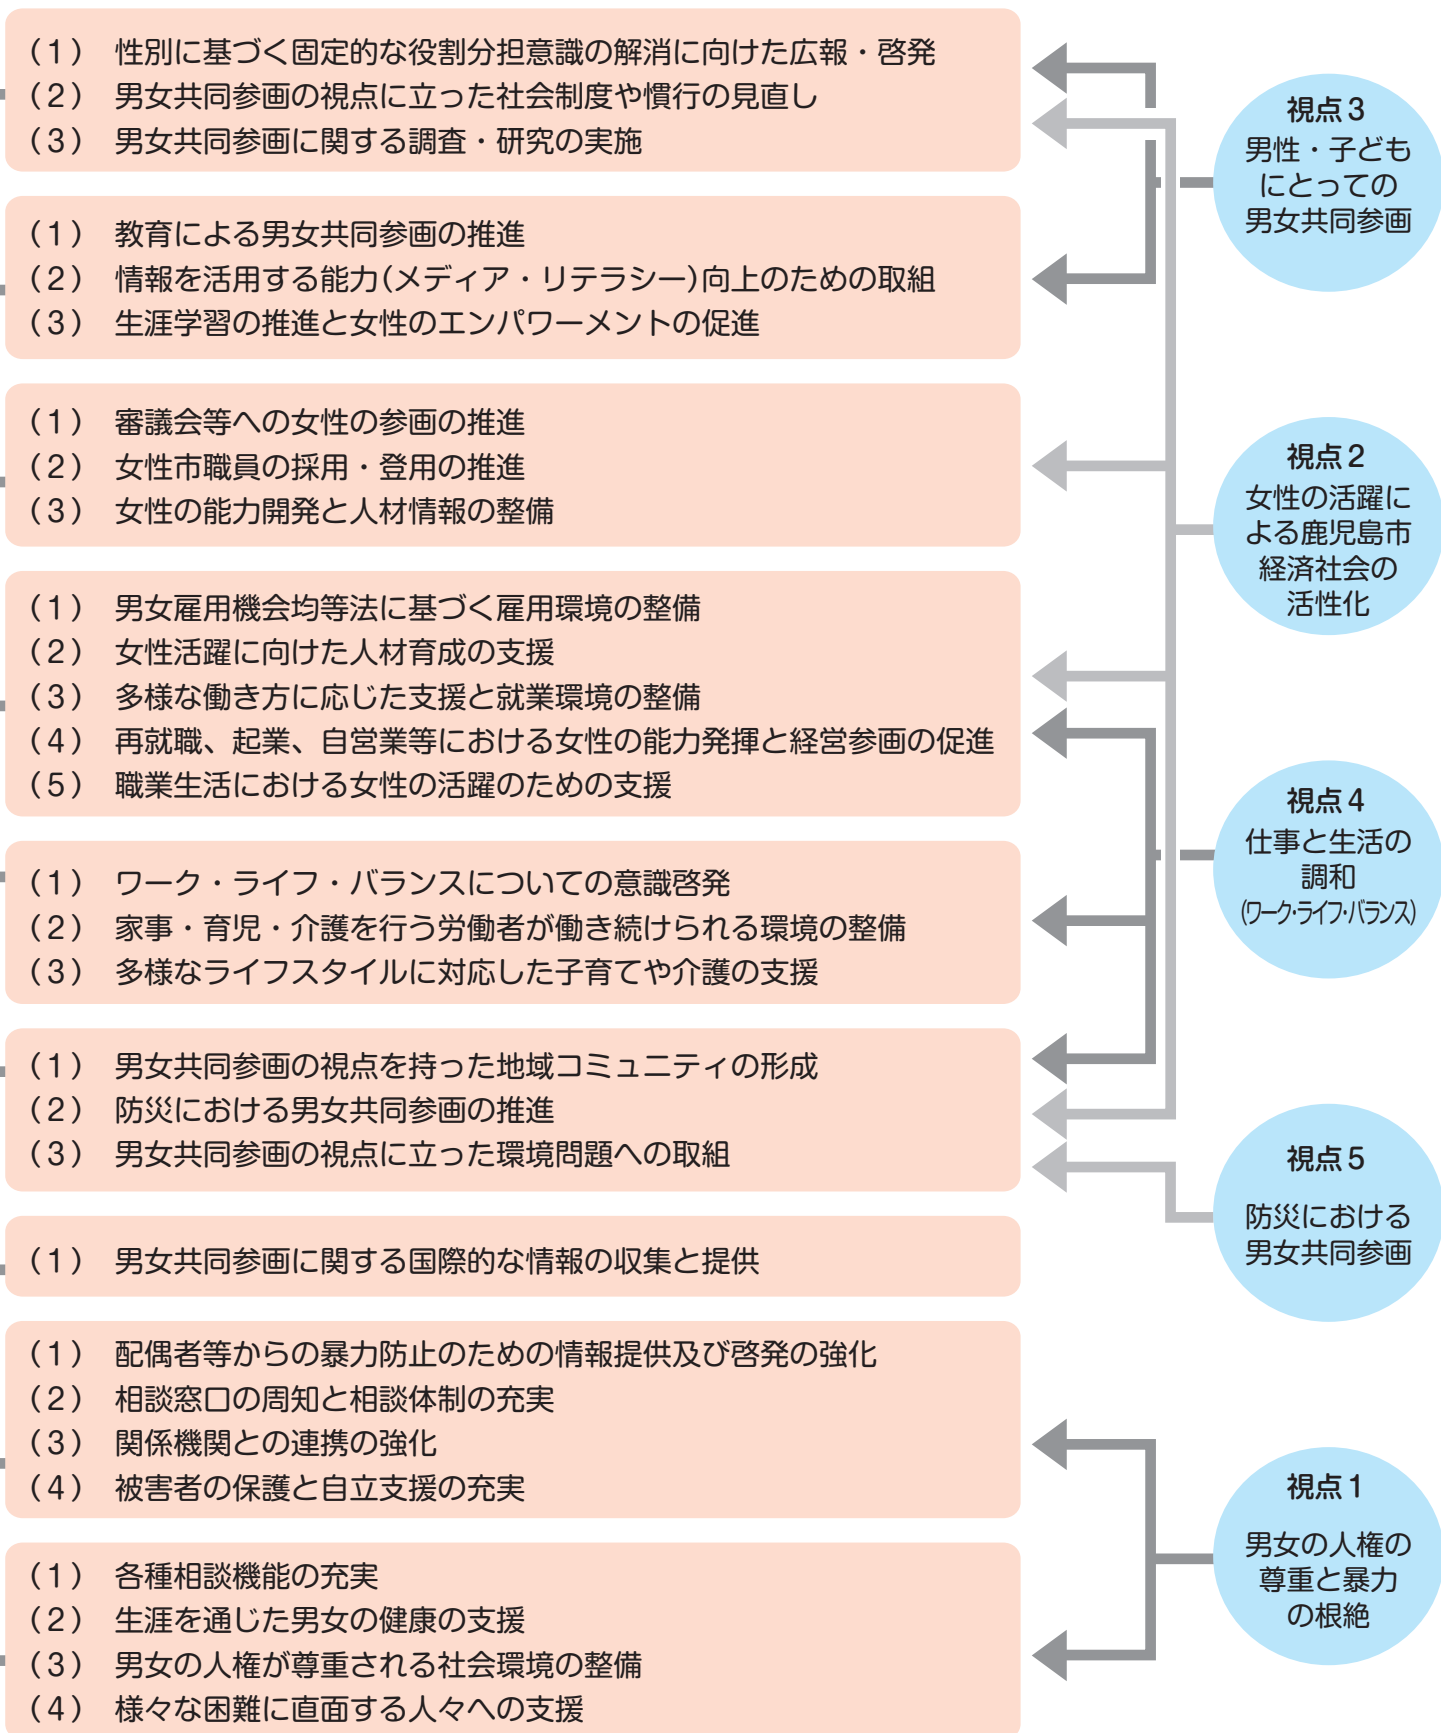 (1) 性別に基づく固定的な役割分担意識の解消に向けた広報・啓発
(2) 男女共同参画の視点に立った社会制度や慣行の見直し
(3) 男女共同参画に関する調査・研究の実施
(1) 教育による男女共同参画の推進
(2) 情報を活用する能力(メディア・リテラシー)向上のための取組
(3) 生涯学習の推進と女性のエンパワーメントの促進
(1) 審議会等への女性の参画の推進
(2) 女性市職員の採用・登用の推進
(3) 女性の能力開発と人材情報の整備
(1) 男女雇用機会均等法に基づく雇用環境の整備
(2) 女性活躍に向けた人材育成の支援
(3) 多様な働き方に応じた支援と就業環境の整備
(4) 再就職、起業、自営業等における女性の能力発揮と経営参画の促進
(5) 職業生活における女性の活躍のための支援
(1) ワーク・ライフ・バランスについての意識啓発
(2) 家事・育児・介護を行う労働者が働き続けられる環境の整備
(3) 多様なライフスタイルに対応した子育てや介護の支援
(1) 男女共同参画の視点を持った地域コミュニティの形成
(2) 防災における男女共同参画の推進
(3) 男女共同参画の視点に立った環境問題への取組
(1) 男女共同参画に関する国際的な情報の収集と提供
(1) 配偶者等からの暴力防止のための情報提供及び啓発の強化
(2) 相談窓口の周知と相談体制の充実
(3) 関係機関との連携の強化
(4) 被害者の保護と自立支援の充実
(1) 各種相談機能の充実
(2) 生涯を通じた男女の健康の支援
(3) 男女の人権が尊重される社会環境の整備
(4) 様々な困難に直面する人々への支援
視点3
男性・子ども
にとっての
男女共同参画
視点2
女性の活躍に
よる鹿児島市
経済社会の
活性化
視点4
仕事と生活の
調和
(ワーク・ライフ・バランス)
視点5
防災における
男女共同参画
視点1
男女の人権の
尊重と暴力
の根絶